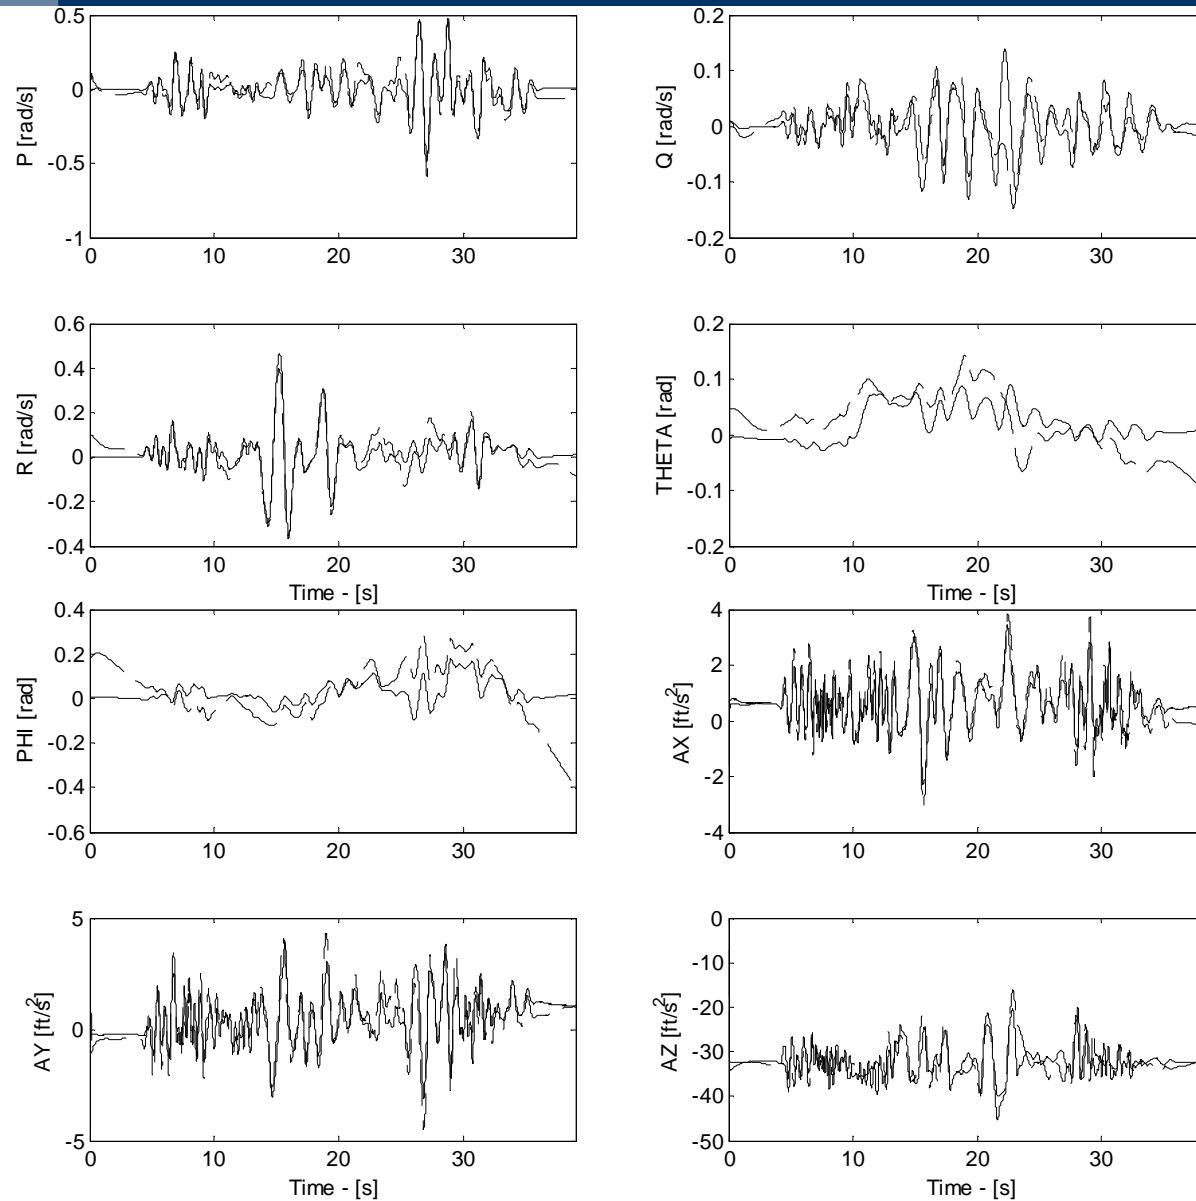 0.5
0
-0.5
-1
P [rad/s]
0 10 20 30
0.2
0.1
0
-0.1
-0.2
Q [rad/s]
0 10 20 30
0.6
0.4
0.2
0
-0.2
-0.4
R [rad/s]
0 10 20 30
Time - [s]
0.2
0.1
0
-0.1
-0.2
THETA [rad]
0 10 20 30
Time - [s]
0.4
0.2
0
-0.2
-0.4
-0.6
PHI [rad]
0 10 20 30
4
2
0
-2
-4
AX [ft/s²]
0 10 20 30
5
0
-5
AY [ft/s²]
0 10 20 30
Time - [s]
0
-10
-20
-30
-40
-50
AZ [ft/s²]
0 10 20 30
Time - [s]